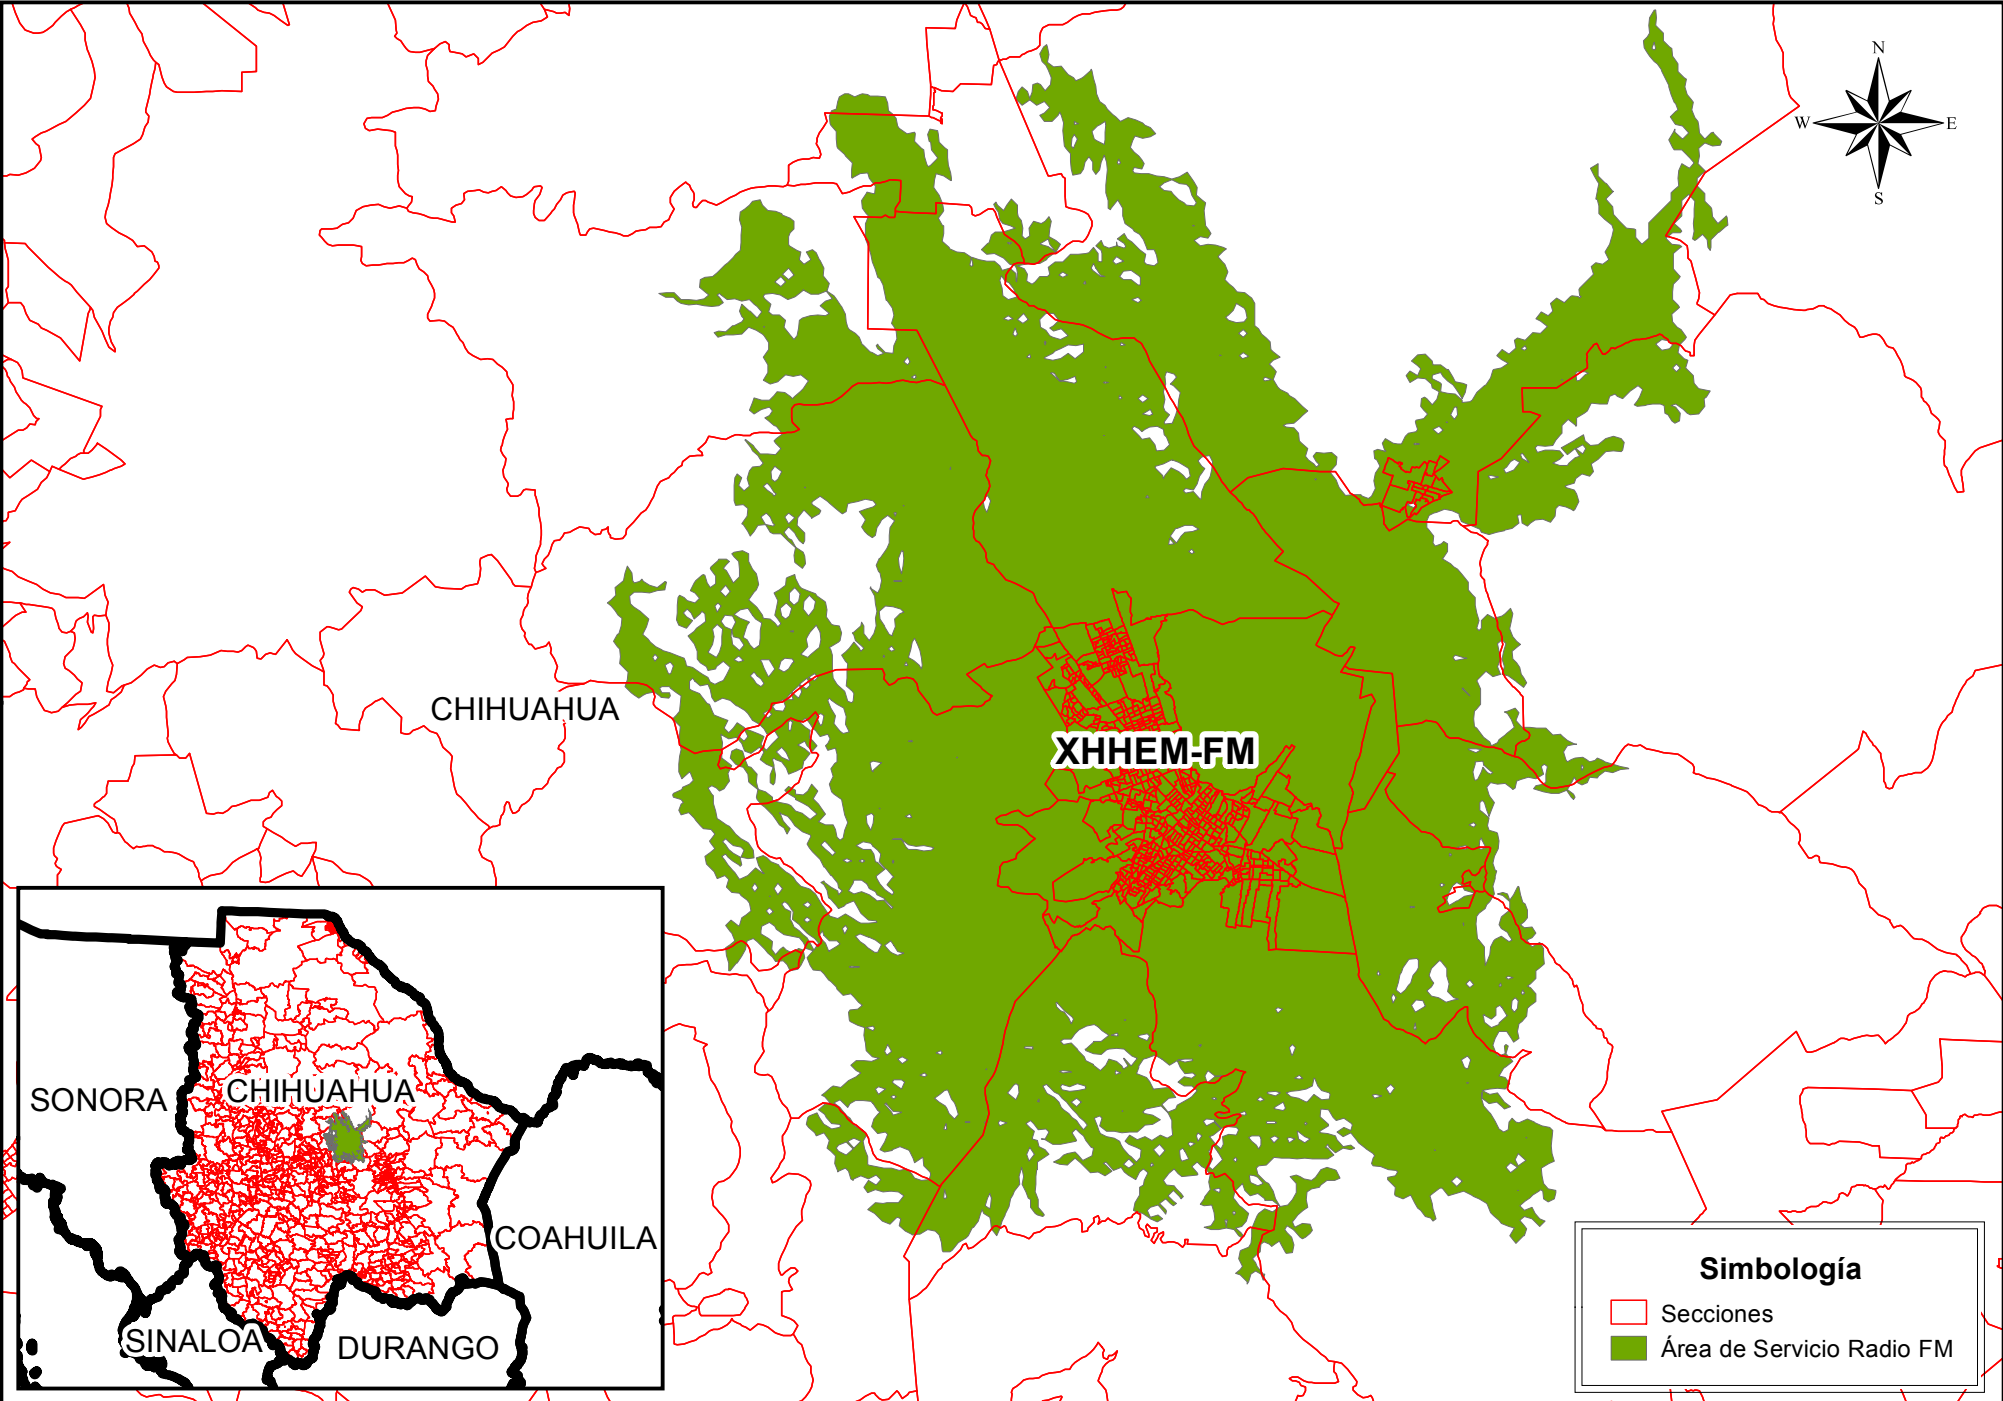 N
W E
S
CHIHUAHUA
XHHEM-FM
SONORA
CHIHUAHUA
COAHUILA
SINALOA
DURANGO
Simbología
Secciones
Área de Servicio Radio FM